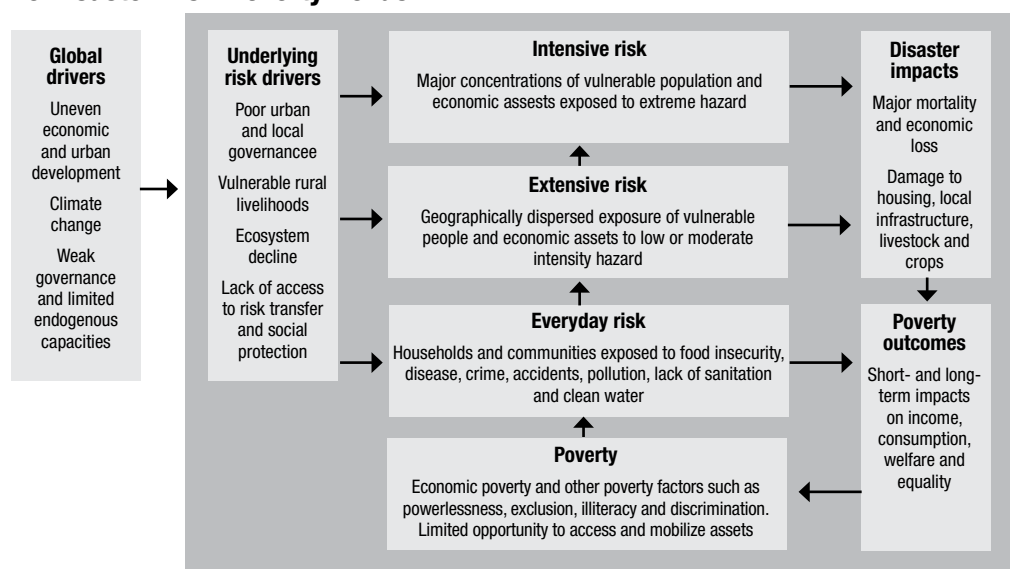 Global
drivers
Uneven
economic
and urban
development
Climate
change
Weak
governance
and limited
endogenous
capacities
Underlying
risk drivers
Poor urban
and local
governancee
Vulnerable rural
livelihoods
Ecosystem
decline
Lack of access
to risk transfer
and social
protection
Intensive risk
Major concentrations of vulnerable population and
economic assests exposed to extreme hazard
Extensive risk
Geographically dispersed exposure of vulnerable
people and economic assets to low or moderate
intensity hazard
Everyday risk
Households and communities exposed to food insecurity,
disease, crime, accidents, pollution, lack of sanitation
and clean water
Poverty
Economic poverty and other poverty factors such as
powerlessness, exclusion, illiteracy and discrimination.
Limited opportunity to access and mobilize assets
Disaster
impacts
Major mortality
and economic
loss
Damage to
housing, local
infrastructure,
livestock and
crops
Poverty
outcomes
Short- and long-
term impacts
on income,
consumption,
welfare and
equality